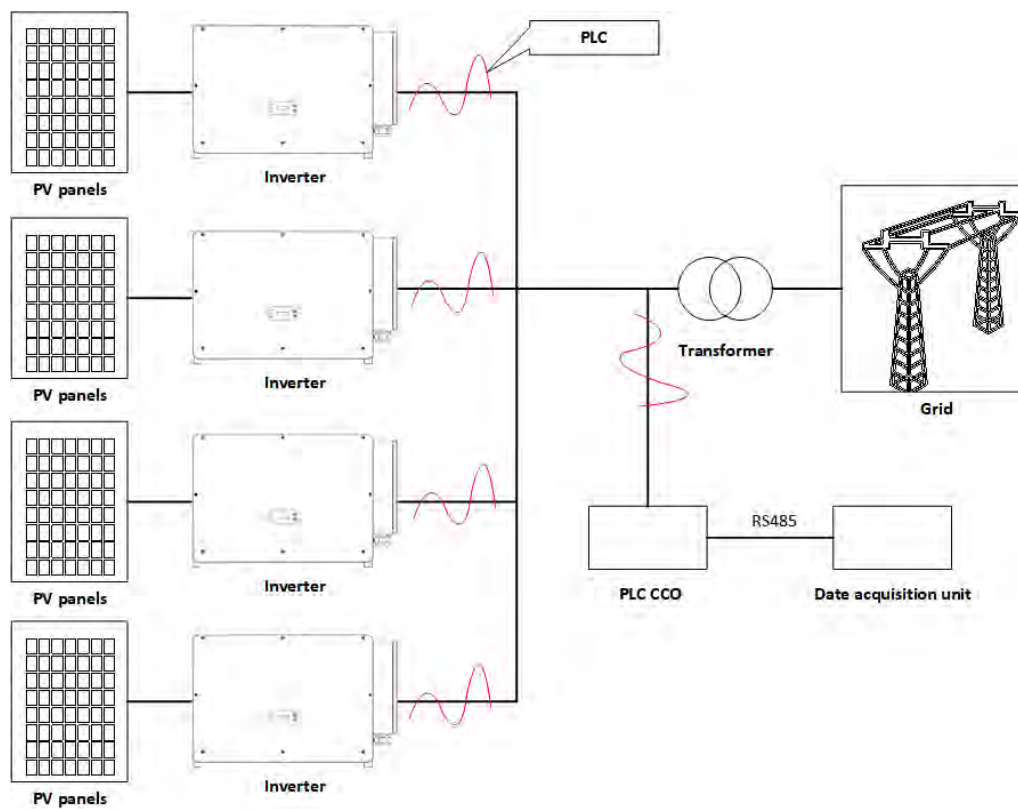 PLC
PV panels
Inverter
PV panels
Inverter
Transformer
Grid
PV panels
Inverter
RS485
PLC CCO
Date acquisition unit
PV panels
Inverter